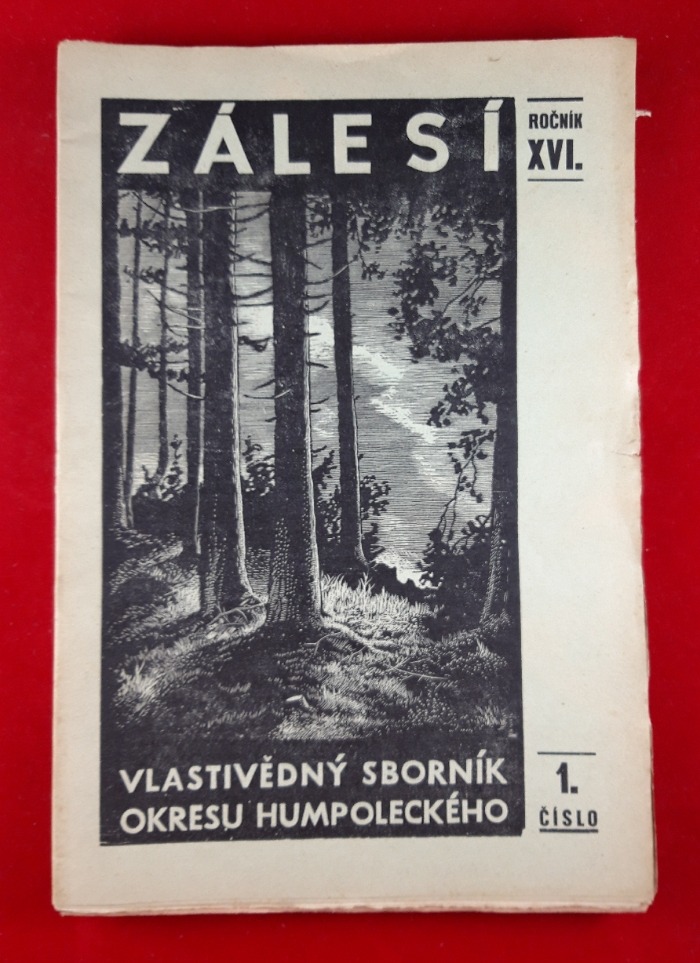 ZÁLESÍ
ROČNÍK
XVI.
VLASTIVĚDNÝ SBORNÍK
OKRESU HUMPOLECKÉHO
1.
ČÍSLO